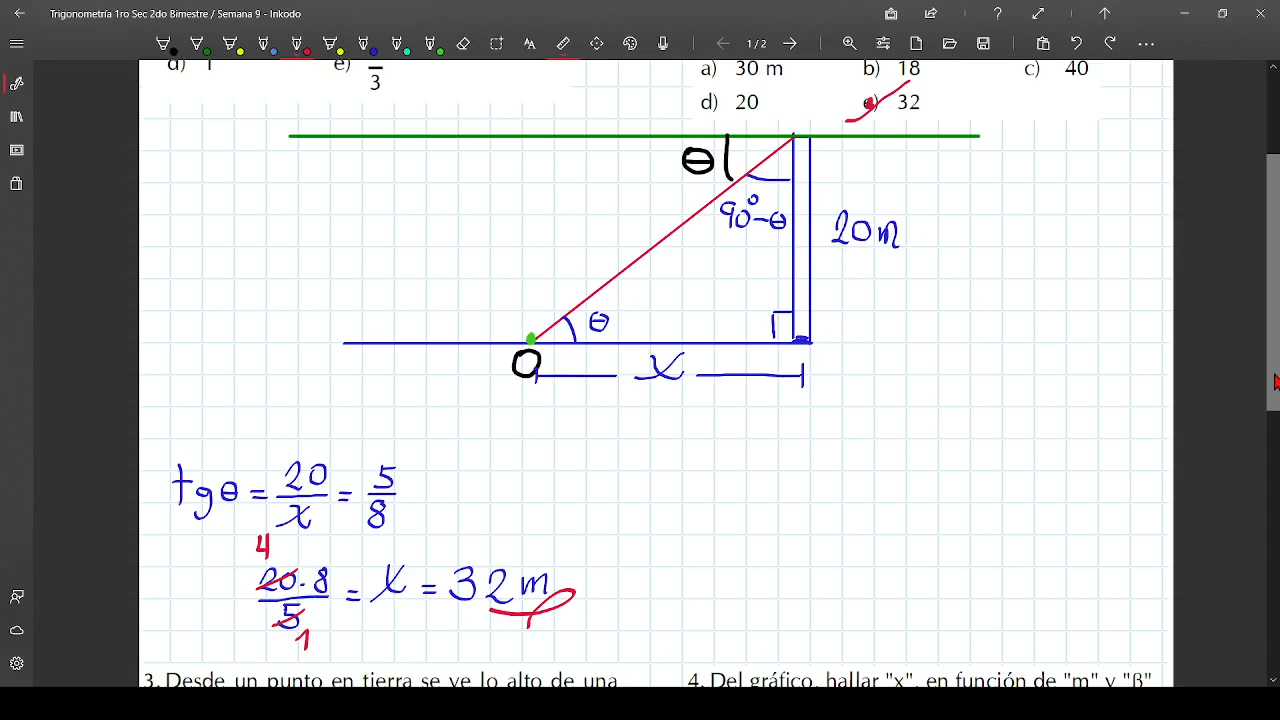 Trigonometría 1ro Sec 2do Bimestre / Semana 9 - Inkodo
1/2
d) 1 e) 3
a) 30 m b) 18 c) 40
d) 20 e) 32
θ
90°-θ
20m
θ
O
x
tgθ = 20/x = 5/8
4
20·8/5 = x = 32m
1
3. Desde un punto en tierra se ve lo alto de una
4. Del gráfico, hallar "x", en función de "m" y "β"